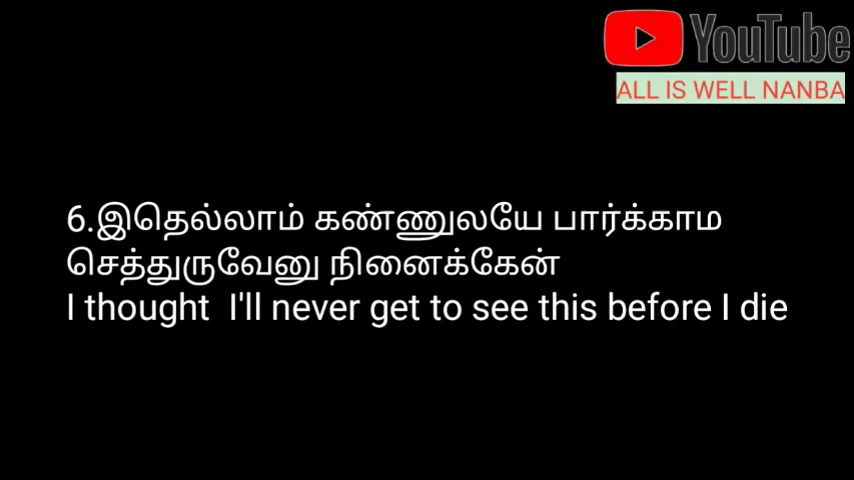 YouTube
ALL IS WELL NANBA
6.இதெல்லாம் கண்ணுலயே பார்க்காம
செத்துருவேனு நினைக்கேன்
I thought  I'll never get to see this before I die